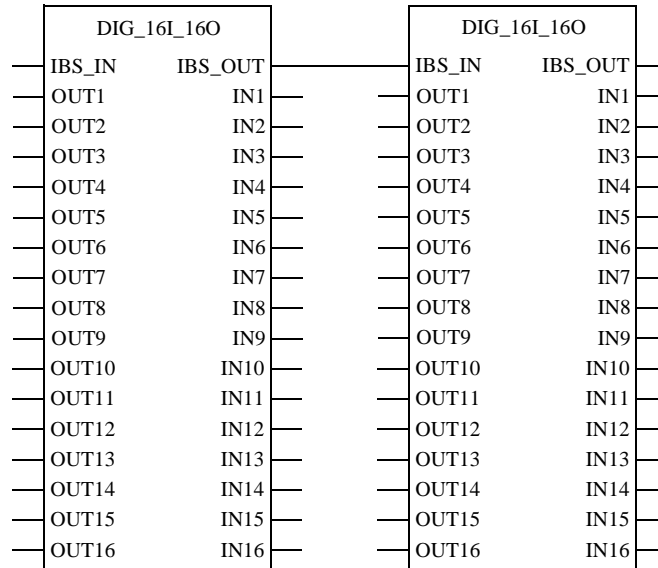 DIG_16I_16O DIG_16I_16O
IBS_IN IBS_OUT IBS_IN IBS_OUT
OUT1 IN1 OUT1 IN1
OUT2 IN2 OUT2 IN2
OUT3 IN3 OUT3 IN3
OUT4 IN4 OUT4 IN4
OUT5 IN5 OUT5 IN5
OUT6 IN6 OUT6 IN6
OUT7 IN7 OUT7 IN7
OUT8 IN8 OUT8 IN8
OUT9 IN9 OUT9 IN9
OUT10 IN10 OUT10 IN10
OUT11 IN11 OUT11 IN11
OUT12 IN12 OUT12 IN12
OUT13 IN13 OUT13 IN13
OUT14 IN14 OUT14 IN14
OUT15 IN15 OUT15 IN15
OUT16 IN16 OUT16 IN16